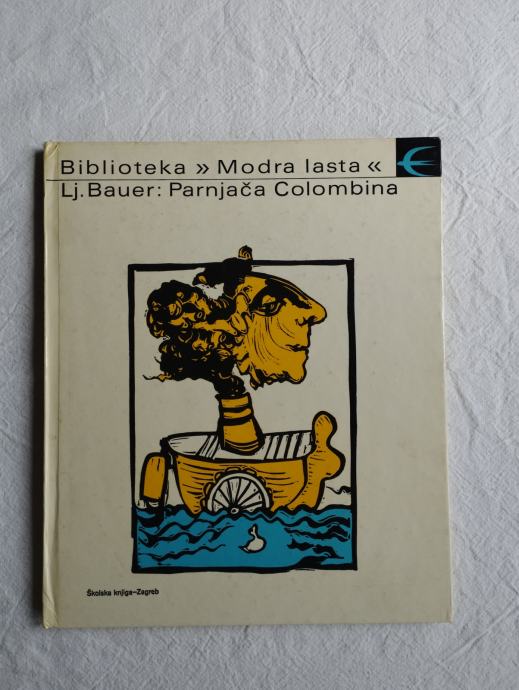 Biblioteka » Modra lasta «
Lj. Bauer: Parnjača Colombina
Školska knjiga–Zagreb